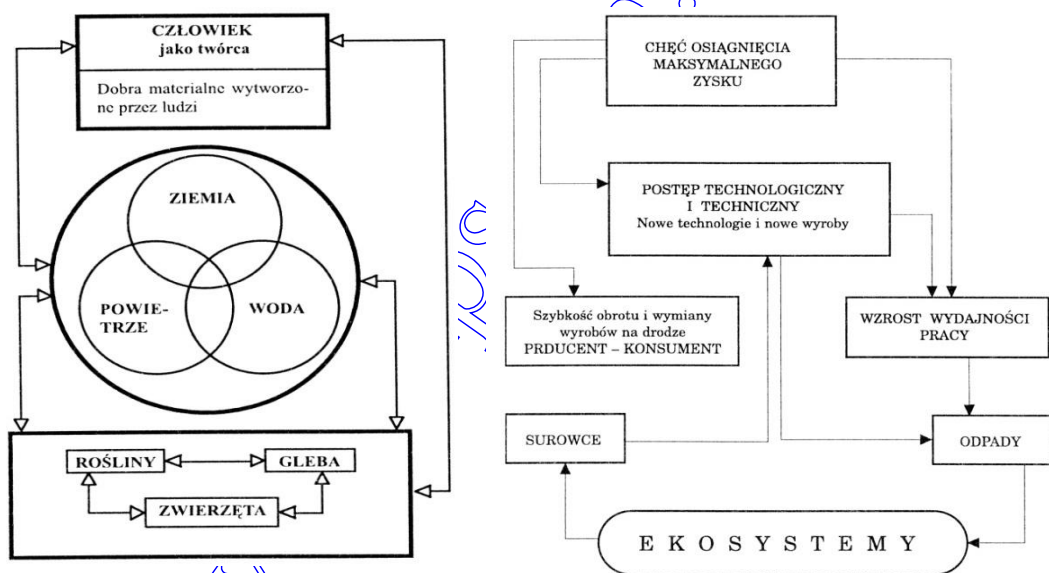 CZŁOWIEK
jako twórca
Dobra materialne wytworzo-
ne przez ludzi
ZIEMIA
POWIE-
TRZE
WODA
ROŚLINY
GLEBA
ZWIERZĘTA
CHĘĆ OSIĄGNIĘCIA
MAKSYMALNEGO
ZYSKU
POSTĘP TECHNOLOGICZNY
I TECHNICZNY
Nowe technologie i nowe wyroby
Szybkość obrotu i wymiany
wyrobów na drodze
PRDUCENT – KONSUMENT
WZROST WYDAJNOŚCI
PRACY
SUROWCE
ODPADY
EKOSYSTEMY